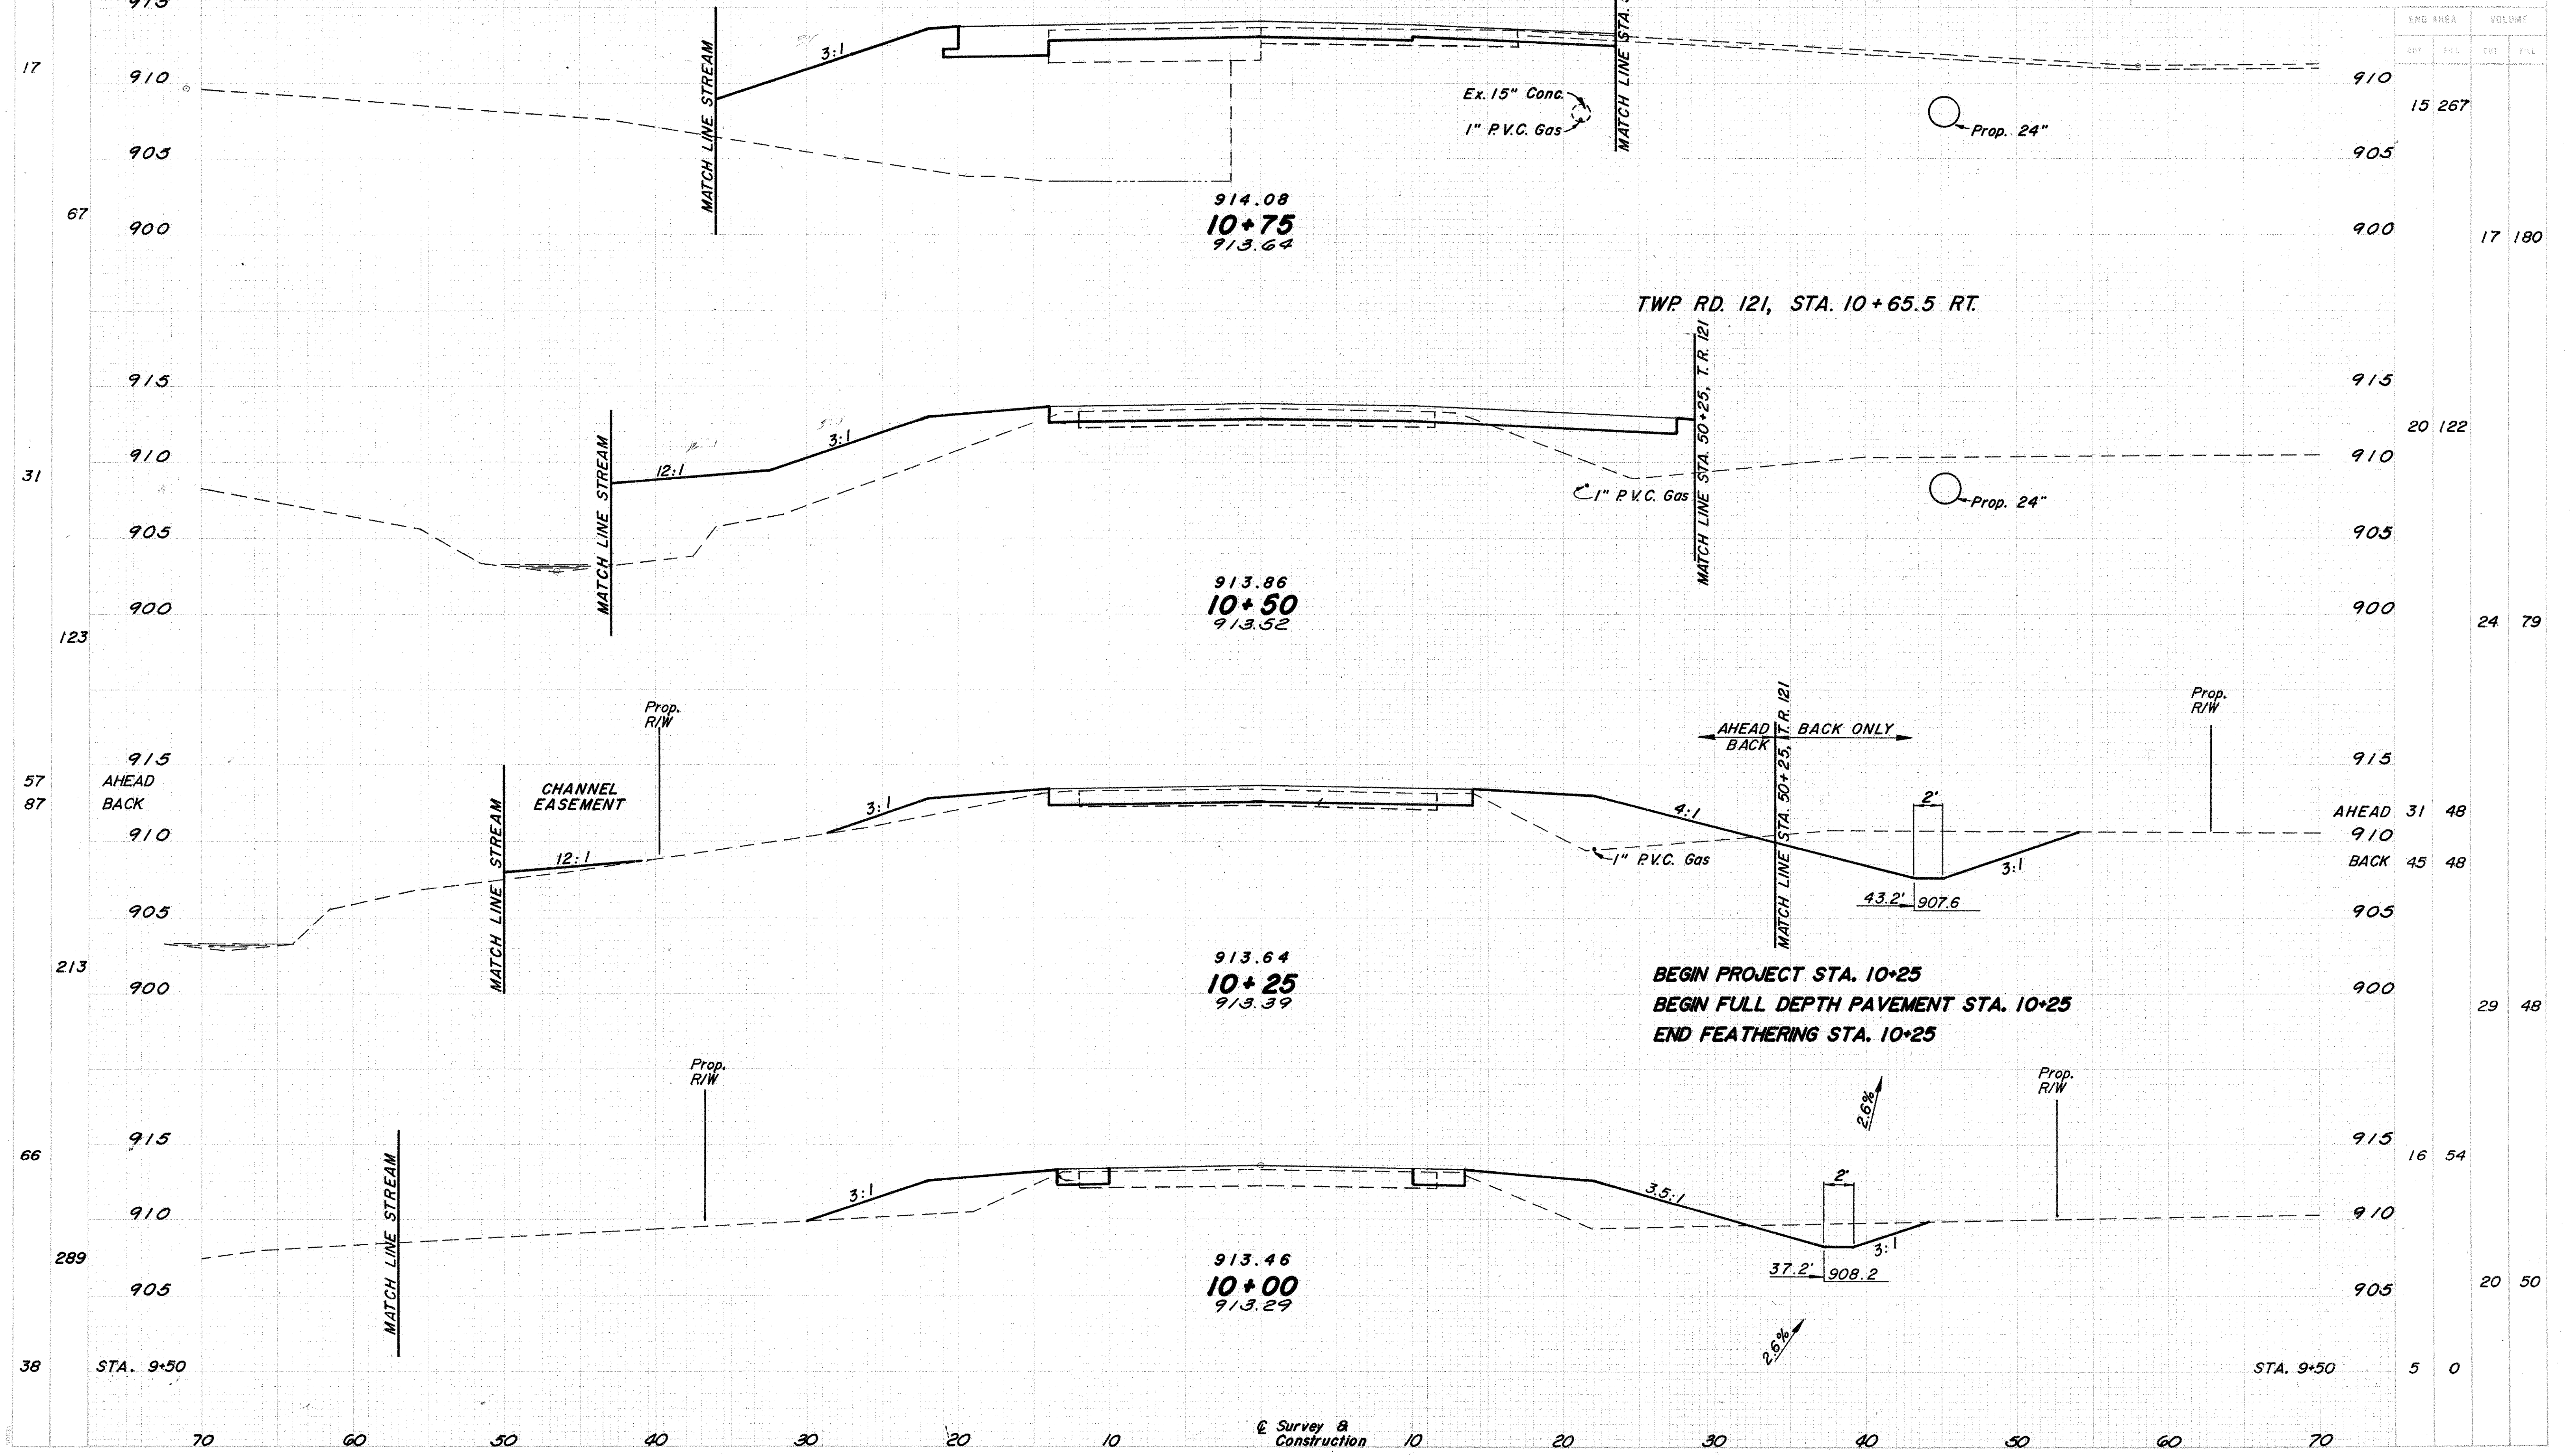 915
END AREA VOLUME
CUT FILL CUT FILL
17
910
3:1
MATCH LINE STREAM
Ex. 15" Conc.
1" P.V.C. Gas
MATCH LINE STA.
Prop. 24"
910
15 267
905
905
67
900
914.08
10+75
913.64
900
17 180
TWP. RD. 121, STA. 10+65.5 RT.
915
915
3:1
20 122
910
12:1
910
31
MATCH LINE STREAM
1" P.V.C. Gas
MATCH LINE STA. 50+25, T.R. 121
Prop. 24"
905
905
900
913.86
10+50
913.52
900
123
24 79
Prop.
R/W
Prop.
R/W
AHEAD
BACK
BACK ONLY
915
915
57 AHEAD
87 BACK
CHANNEL
EASEMENT
3:1
4:1
2'
AHEAD 31 48
910
910
12:1
1" P.V.C. Gas
3:1
BACK 45 48
MATCH LINE STREAM
MATCH LINE STA. 50+25, T.R. 121
43.2' 907.6
905
905
213
900
913.64
10+25
913.39
BEGIN PROJECT STA. 10+25
BEGIN FULL DEPTH PAVEMENT STA. 10+25
END FEATHERING STA. 10+25
900
29 48
Prop.
R/W
Prop.
R/W
2.6%
915
915
66
16 54
3:1
3.5:1
2'
910
910
MATCH LINE STREAM
3:1
289
913.46
10+00
913.29
37.2' 908.2
905
905
20 50
2.6%
38 STA. 9+50
STA. 9+50 5 0
70 60 50 40 30 20 10 ℄ Survey &
Construction 10 20 30 40 50 60 70